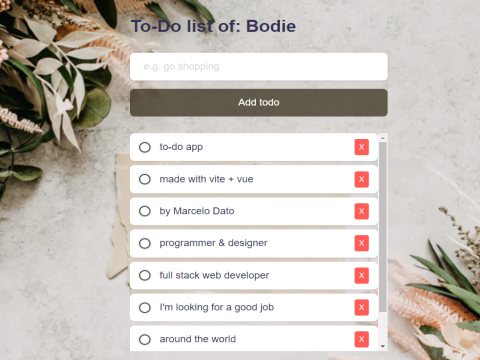 To-Do list of: Bodie
e.g. go shopping
Add todo
to-do app x
made with vite + vue x
by Marcelo Dato x
programmer & designer x
full stack web developer x
I'm looking for a good job x
around the world x